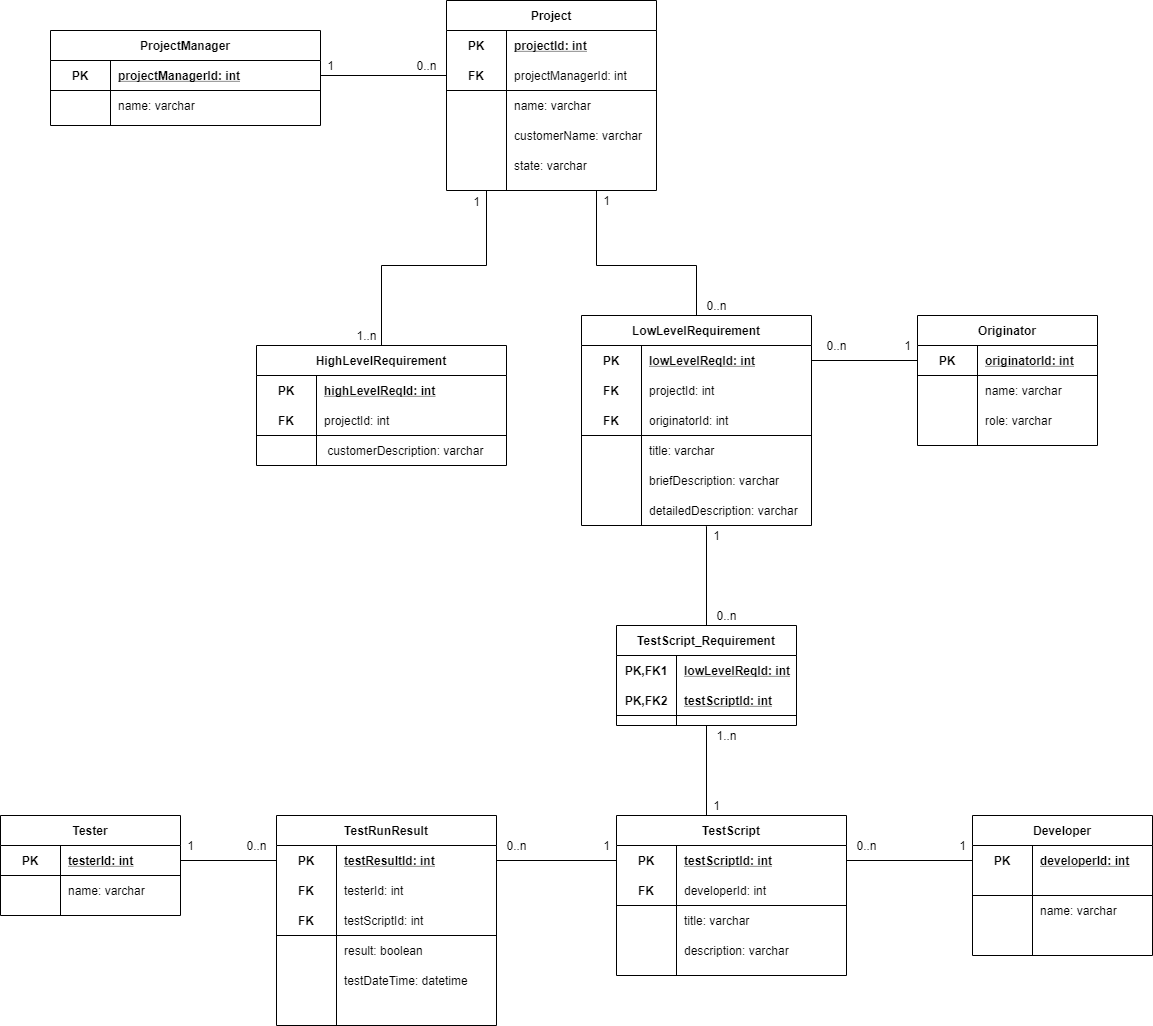 Project
PK projectId: int
FK projectManagerId: int
name: varchar
customerName: varchar
state: varchar
ProjectManager
PK projectManagerId: int
name: varchar
1 0..n
1 1
1..n 0..n
HighLevelRequirement
PK highLevelReqId: int
FK projectId: int
customerDescription: varchar
LowLevelRequirement
PK lowLevelReqId: int
FK projectId: int
FK originatorId: int
title: varchar
briefDescription: varchar
detailedDescription: varchar
0..n 1
Originator
PK originatorId: int
name: varchar
role: varchar
1
0..n
TestScript_Requirement
PK,FK1 lowLevelReqId: int
PK,FK2 testScriptId: int
1..n
1
Tester
PK testerId: int
name: varchar
1 0..n
TestRunResult
PK testResultId: int
FK testerId: int
FK testScriptId: int
result: boolean
testDateTime: datetime
0..n 1
TestScript
PK testScriptId: int
FK developerId: int
title: varchar
description: varchar
0..n 1
Developer
PK developerId: int
name: varchar